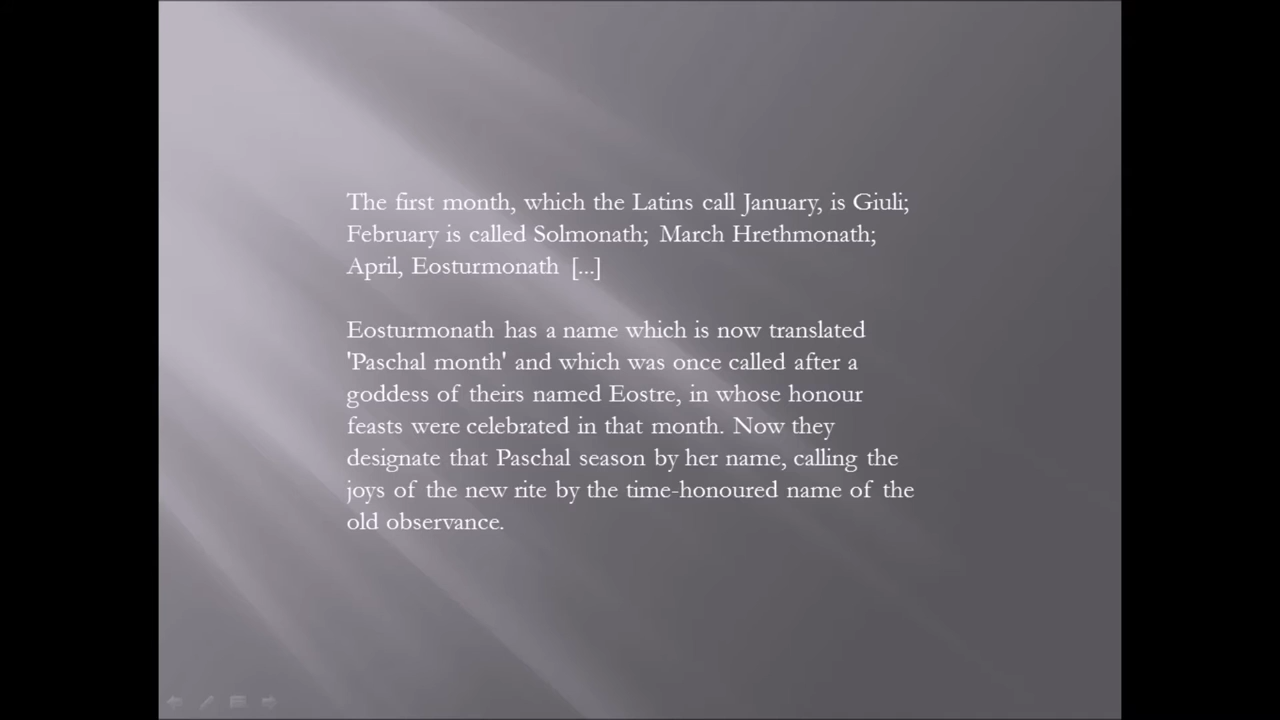 The first month, which the Latins call January, is Giuli;
February is called Solmonath; March Hrethmonath;
April, Eosturmonath [...]
Eosturmonath has a name which is now translated
'Paschal month' and which was once called after a
goddess of theirs named Eostre, in whose honour
feasts were celebrated in that month. Now they
designate that Paschal season by her name, calling the
joys of the new rite by the time-honoured name of the
old observance.